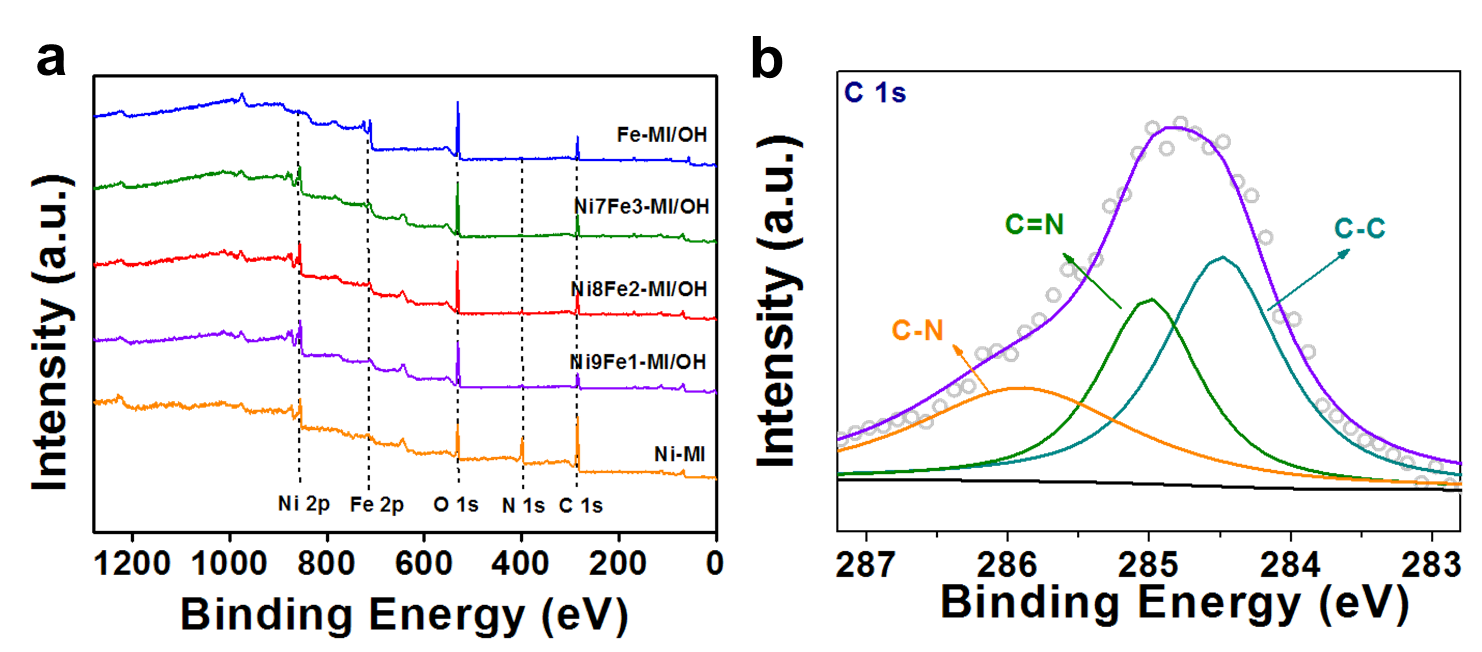 a
Intensity (a.u.)
Fe-MI/OH
Ni7Fe3-MI/OH
Ni8Fe2-MI/OH
Ni9Fe1-MI/OH
Ni-MI
Ni 2p Fe 2p O 1s N 1s C 1s
1200 1000 800 600 400 200 0
Binding Energy (eV)
b
Intensity (a.u.)
C 1s
C=N
C-C
C-N
287 286 285 284 283
Binding Energy (eV)